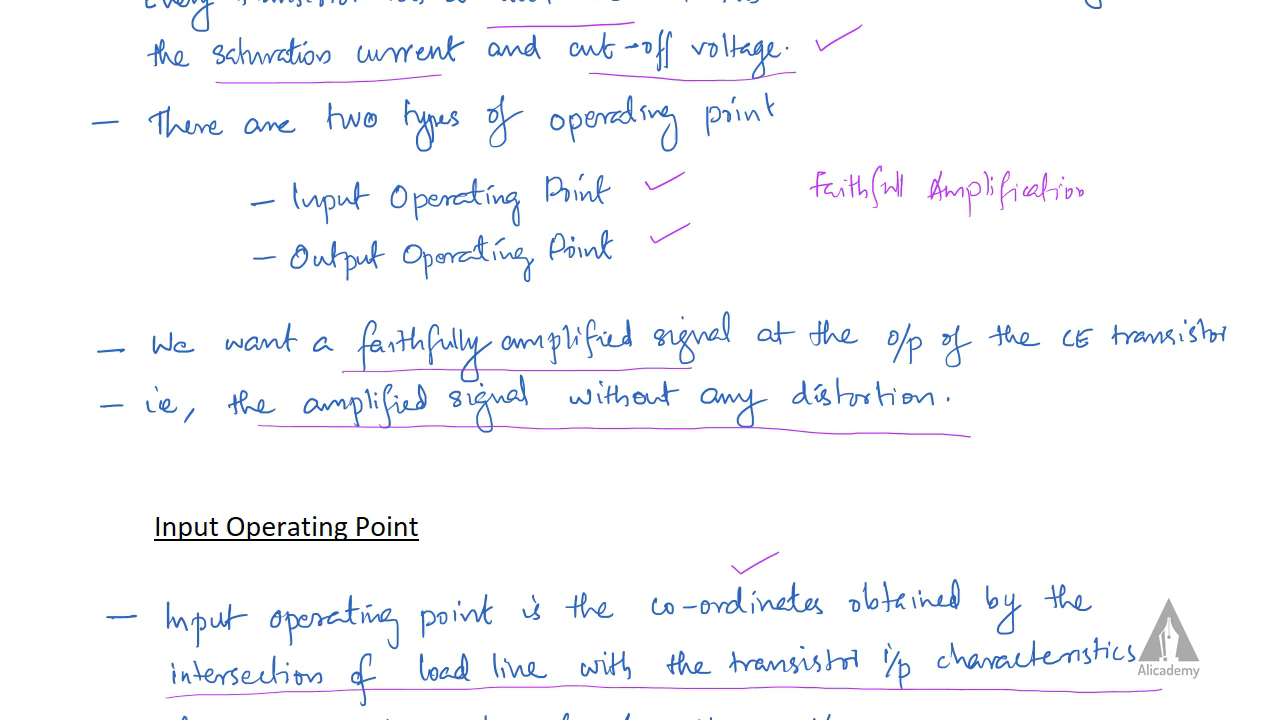 Every transistor
the saturation current and cut-off voltage.
- There are two types of operating point
- Input Operating Point
Faithfull Amplification
- Output Operating Point
- We want a faithfully amplified signal at the o/p of the CE transistor
- ie, the amplified signal without any distortion.
Input Operating Point
- Input operating point is the co-ordinates obtained by the
intersection of load line with the transistor i/p characteristics
Alicademy